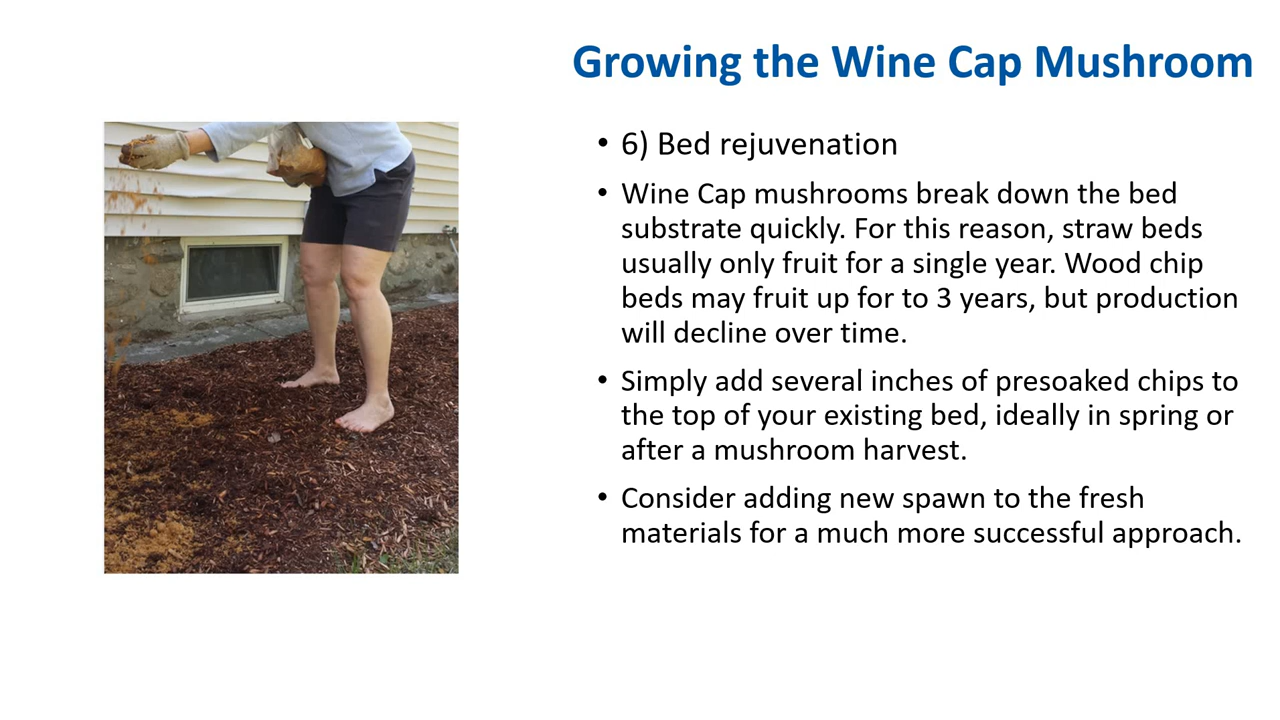 Growing the Wine Cap Mushroom
• 6) Bed rejuvenation
• Wine Cap mushrooms break down the bed
substrate quickly. For this reason, straw beds
usually only fruit for a single year. Wood chip
beds may fruit up for to 3 years, but production
will decline over time.
• Simply add several inches of presoaked chips to
the top of your existing bed, ideally in spring or
after a mushroom harvest.
• Consider adding new spawn to the fresh
materials for a much more successful approach.